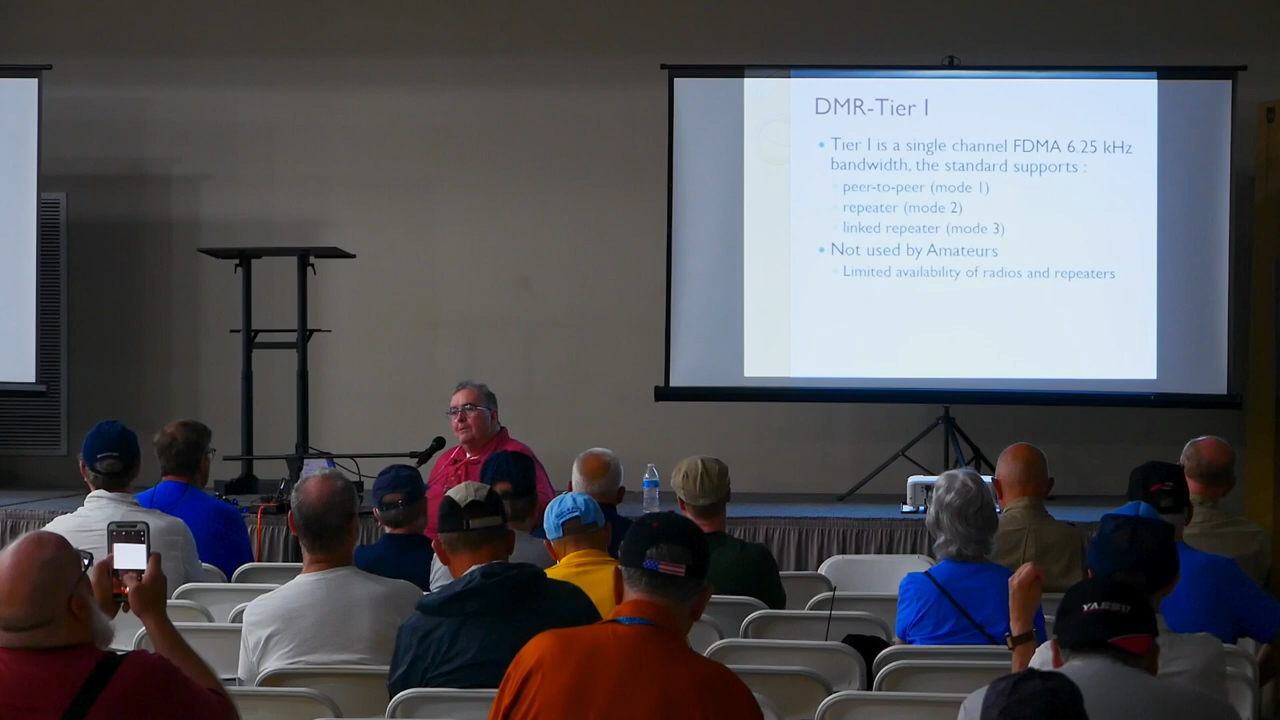 DMR-Tier I
• Tier I is a single channel FDMA 6.25 kHz
bandwidth, the standard supports :
peer-to-peer (mode 1)
repeater (mode 2)
linked repeater (mode 3)
• Not used by Amateurs
Limited availability of radios and repeaters
YAESU